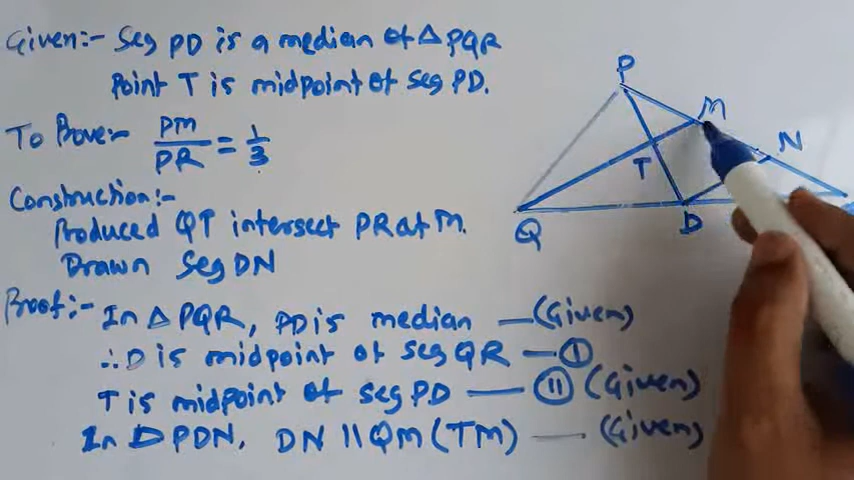 Given:- Seg PD is a median of △PQR
Point T is midpoint of seg PD.
To Prove:- PM/PR = 1/3
Construction:-
Produced QT intersect PR at M.
Drawn seg DN
Proof:- In △PQR, PD is median —(Given)
∴ D is midpoint of seg QR — Ⓘ
T is midpoint of seg PD — Ⓘ Ⓘ (Given)
In △PDN, DN || QM (TM) — (Given)
P
M
N
T
Q
D